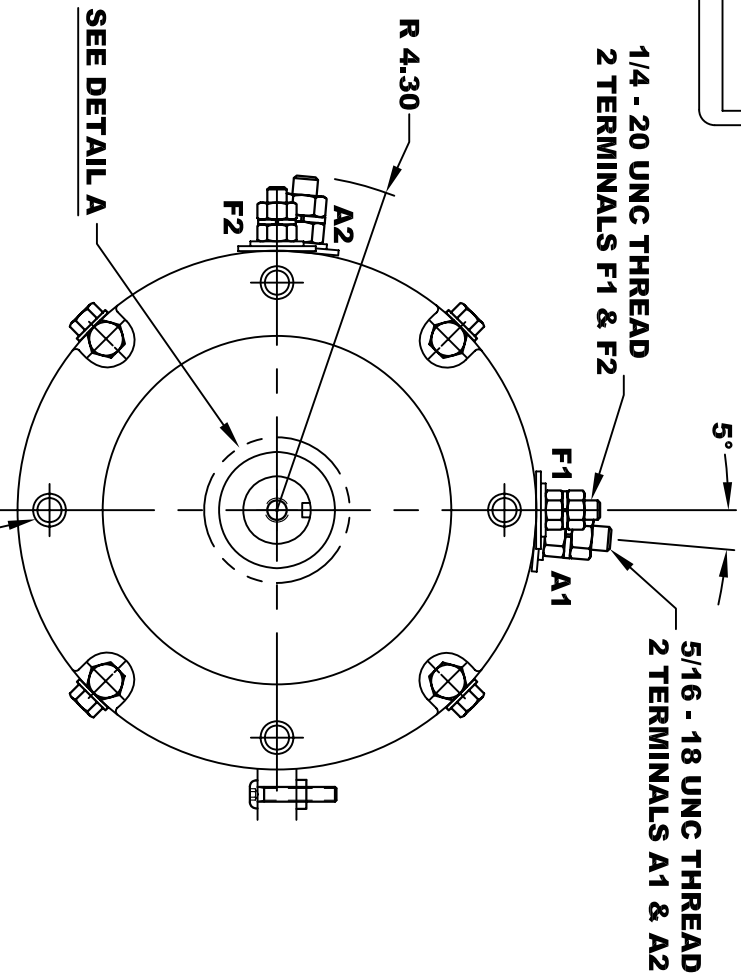 SEE DETAIL A
R 4.30
1/4 - 20 UNC THREAD
2 TERMINALS F1 & F2
5°
A2
F2
F1
A1
5/16 - 18 UNC THREAD
2 TERMINALS A1 & A2